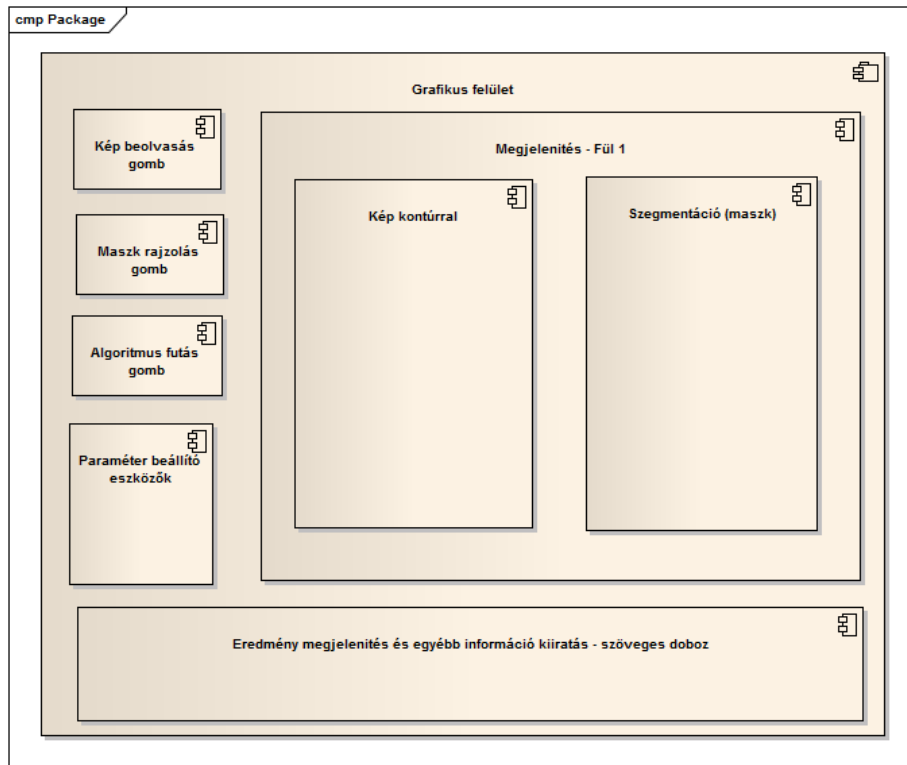 cmp Package
Grafikus felület
Kép beolvasás
gomb
Maszk rajzolás
gomb
Algoritmus futás
gomb
Paraméter beállító
eszközők
Megjelenités - Fül 1
Kép kontúrral
Szegmentáció (maszk)
Eredmény megjelenités és egyébb információ kiiratás - szöveges doboz